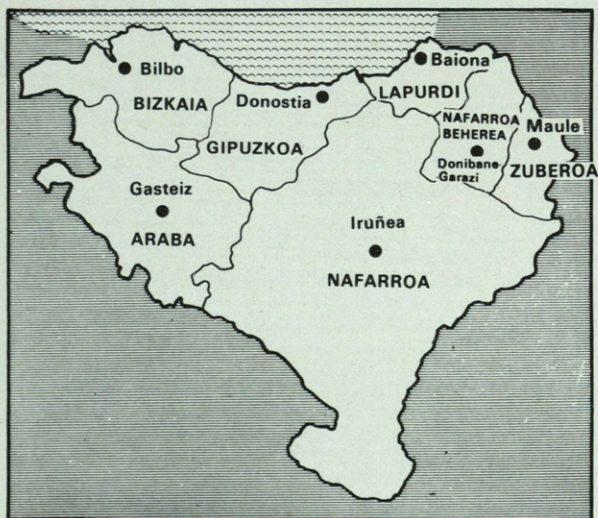 Bilbo
BIZKAIA
Donostia
GIPUZKOA
Baiona
LAPURDI
NAFARROA
BEHEREA
Donibane
Garazi
Maule
ZUBEROA
Gasteiz
ARABA
Iruñea
NAFARROA